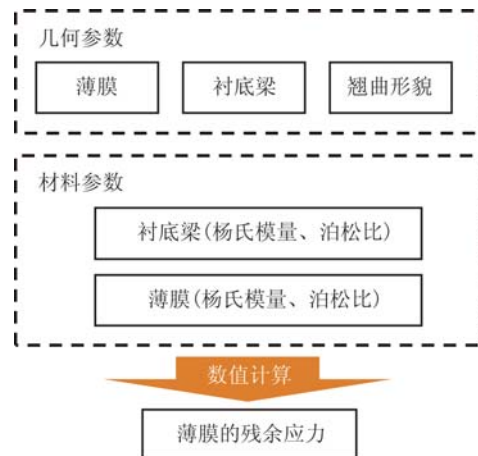 几何参数
薄膜 衬底梁 翘曲形貌
材料参数
衬底梁(杨氏模量、泊松比)
薄膜(杨氏模量、泊松比)
数值计算
薄膜的残余应力